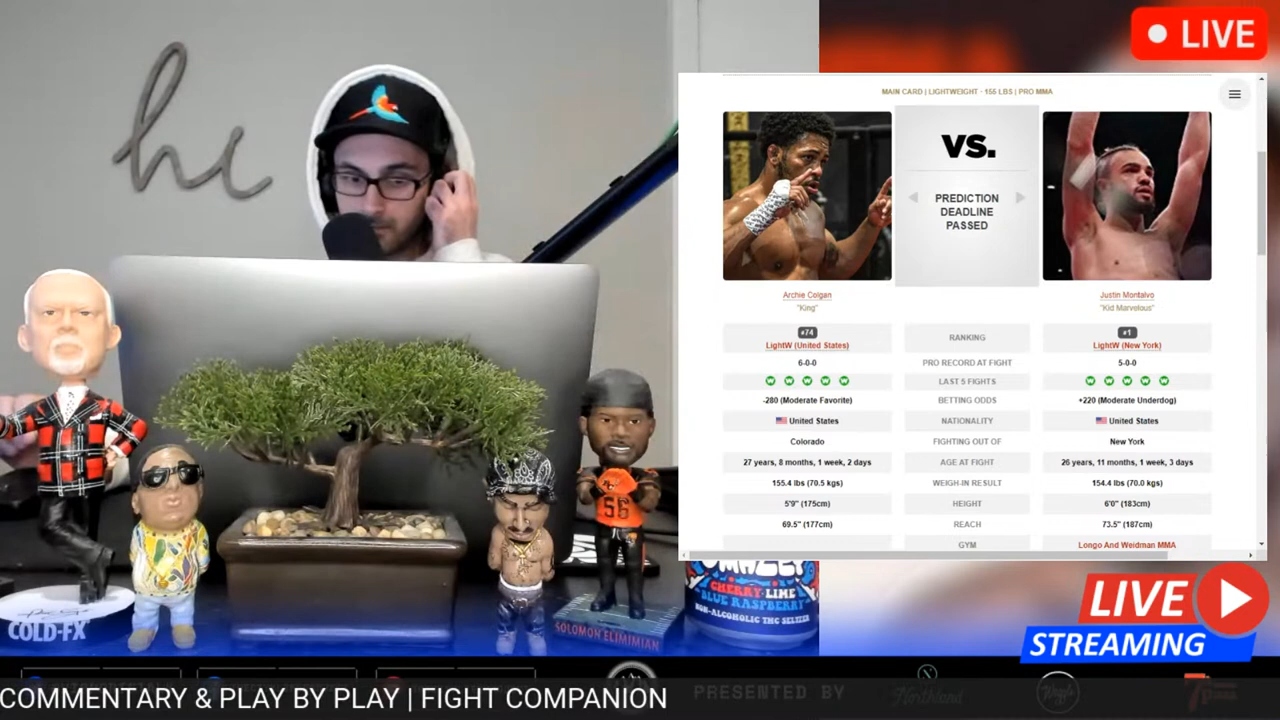 hi
LIVE
MAIN CARD | LIGHTWEIGHT · 155 LBS | PRO MMA
VS.
PREDICTION
DEADLINE
PASSED
Archie Colgan
"King"
Justin Montalvo
"Kid Marvelous"
#74
RANKING
#1
LightW (United States)
LightW (New York)
6-0-0
PRO RECORD AT FIGHT
5-0-0
W W W W W
LAST 5 FIGHTS
W W W W W
-280 (Moderate Favorite)
BETTING ODDS
+220 (Moderate Underdog)
United States
NATIONALITY
United States
Colorado
FIGHTING OUT OF
New York
27 years, 8 months, 1 week, 2 days
AGE AT FIGHT
26 years, 11 months, 1 week, 3 days
155.4 lbs (70.5 kgs)
WEIGH-IN RESULT
154.4 lbs (70.0 kgs)
5'9" (175cm)
HEIGHT
6'0" (183cm)
69.5" (177cm)
REACH
73.5" (187cm)
GYM
Longo And Weidman MMA
56
CHERRY-LIME
BLUE RASPBERRY
NON-ALCOHOLIC THC SELTZER
COLD-FX
SOLOMON ELIMIMIAN
LIVE
STREAMING
PRESENTED BY
Northland
COMMENTARY & PLAY BY PLAY | FIGHT COMPANION